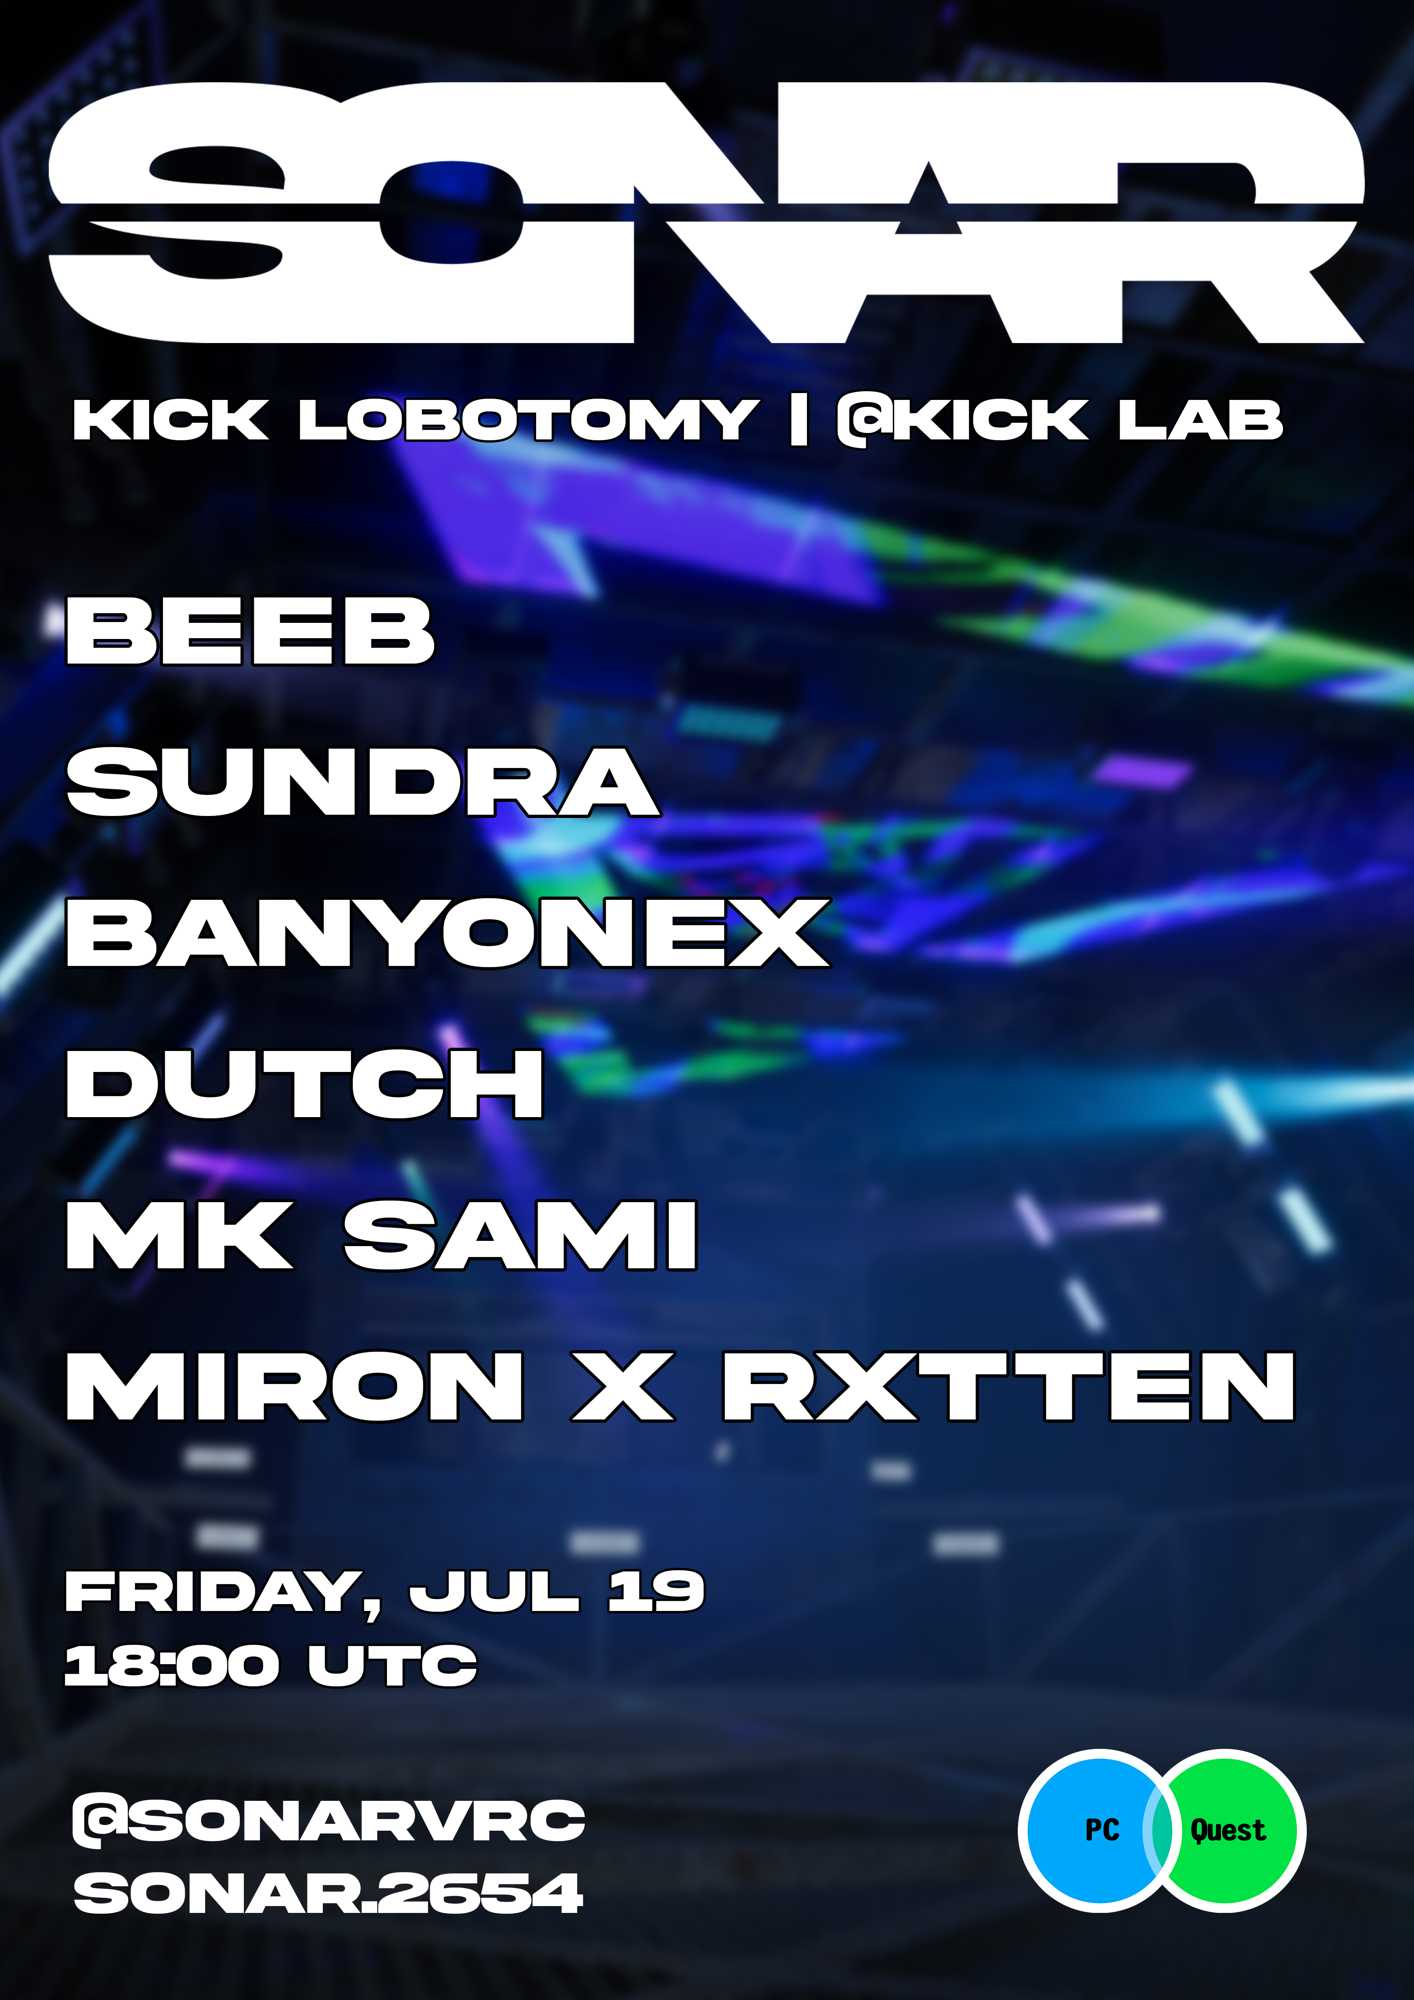 SONAR
KICK LOBOTOMY | @KICK LAB
BEEB
SUNDRA
BANYONEX
DUTCH
MK SAMI
MIRON X RXTTEN
FRIDAY, JUL 19
18:00 UTC
@SONARVRC
SONAR.2654
PC Quest